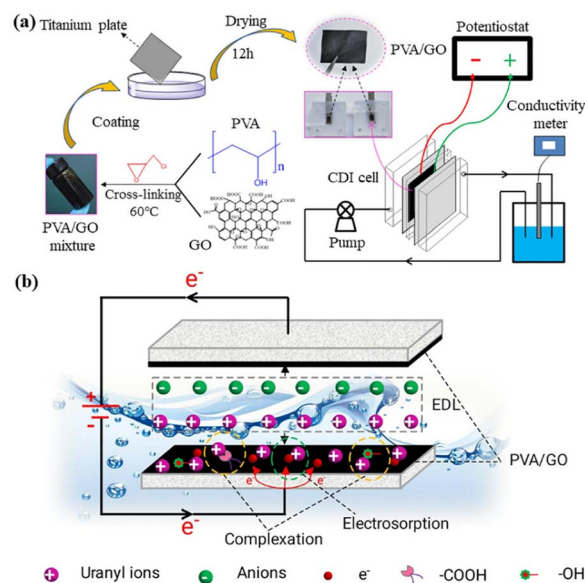 (a)
Titanium plate
Drying
12h
PVA/GO
Potentiostat
-
+
Coating
PVA
n
OH
Conductivity
meter
O
Cl
Cross-linking
60°C
CDI cell
PVA/GO
mixture
GO
Pump
(b)
e-
+
-
EDL
PVA/GO
e-
e-
e-
Electrosorption
Complexation
Uranyl ions
Anions
e-
-COOH
-OH